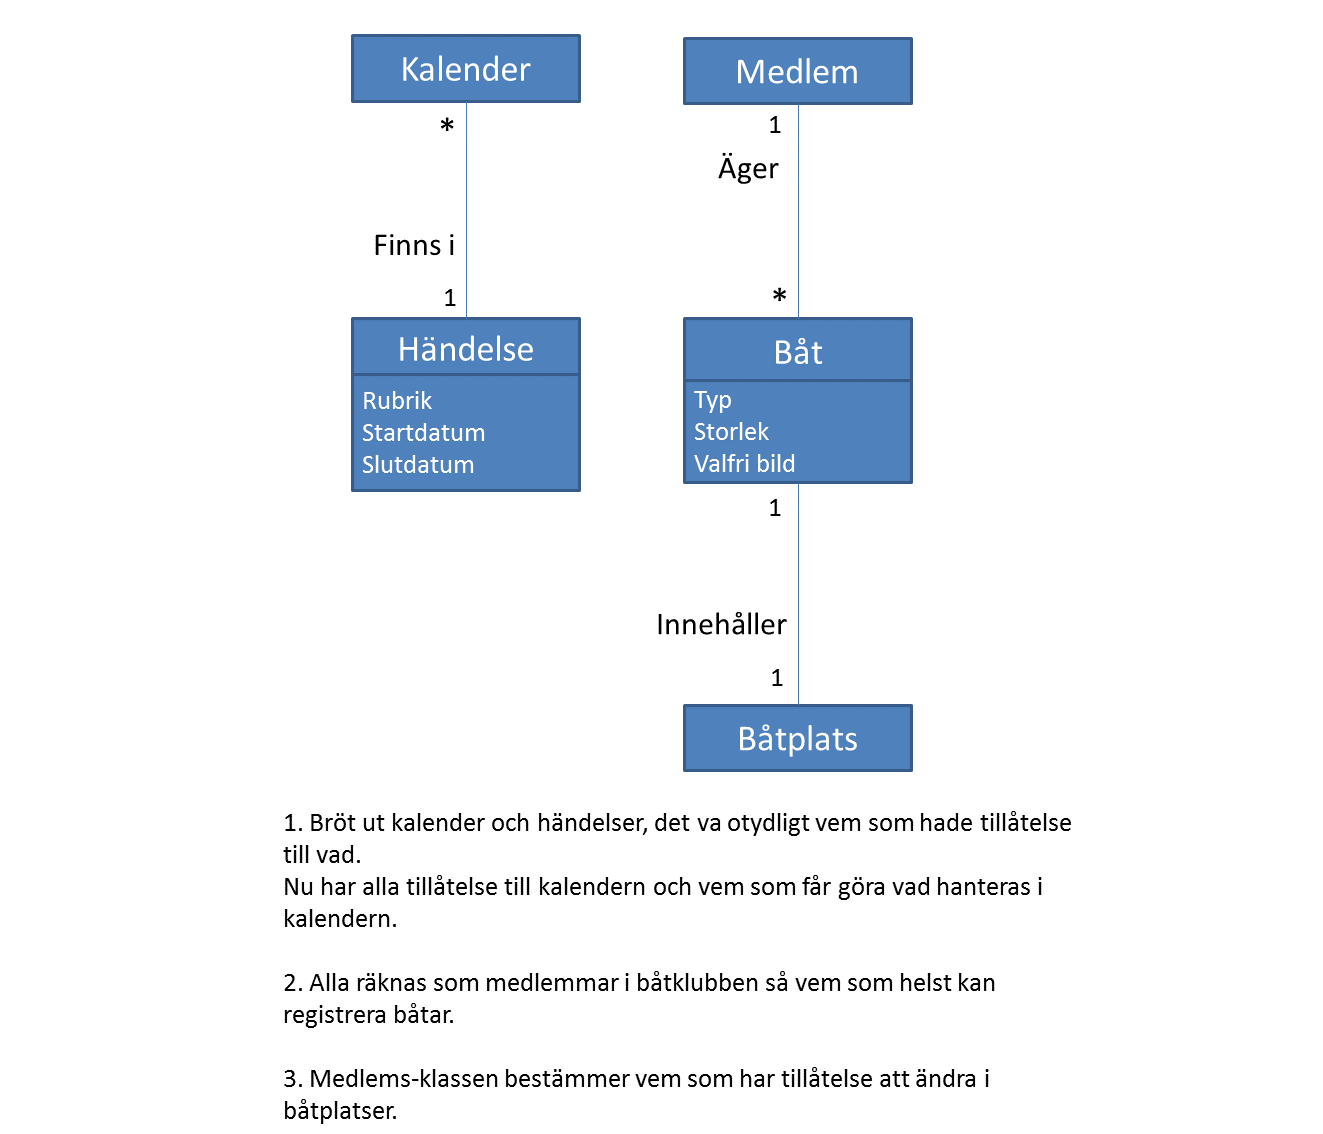 Kalender
*
Finns i
1
Händelse
Rubrik
Startdatum
Slutdatum
Medlem
1
Äger
*
Båt
Typ
Storlek
Valfri bild
1
Innehåller
1
Båtplats
1. Bröt ut kalender och händelser, det va otydligt vem som hade tillåtelse
till vad.
Nu har alla tillåtelse till kalendern och vem som får göra vad hanteras i
kalendern.
2. Alla räknas som medlemmar i båtklubben så vem som helst kan
registrera båtar.
3. Medlems-klassen bestämmer vem som har tillåtelse att ändra i
båtplatser.